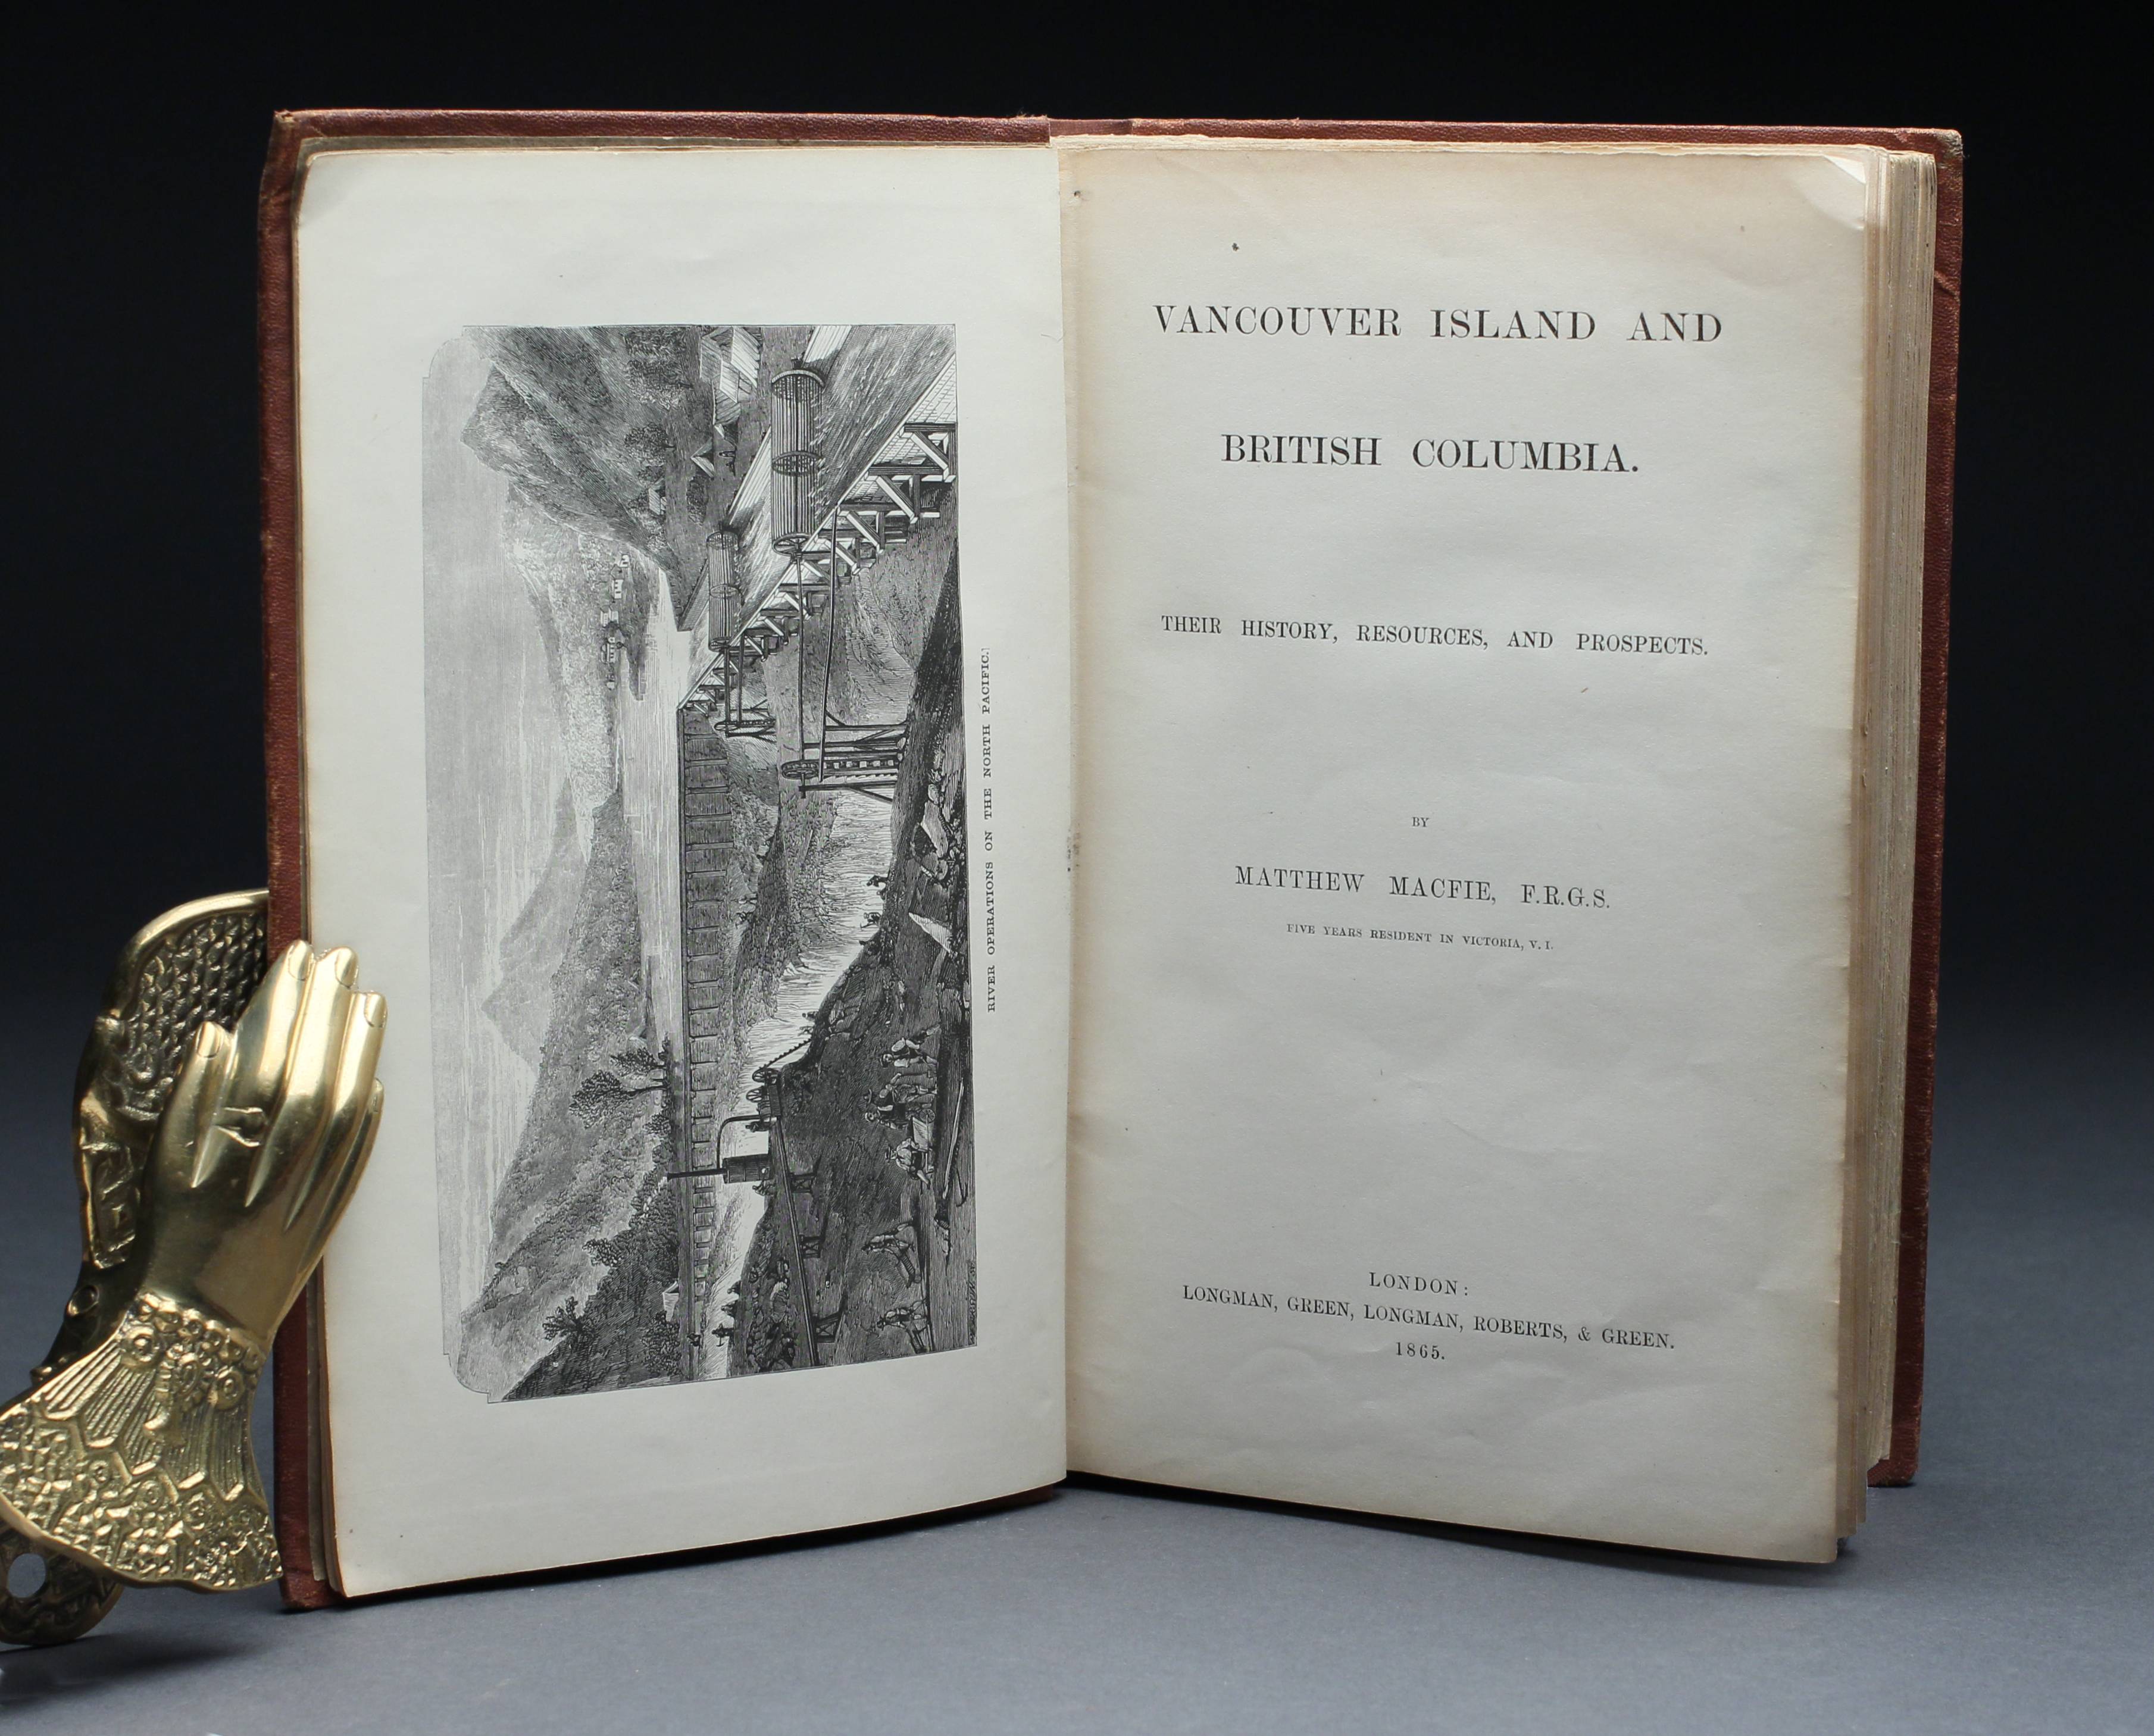 RIVER OPERATIONS ON THE NORTH PACIFIC.
VANCOUVER ISLAND AND
BRITISH COLUMBIA.
THEIR HISTORY, RESOURCES, AND PROSPECTS.
BY
MATTHEW MACFIE, F.R.G.S.
FIVE YEARS RESIDENT IN VICTORIA, V. I.
LONDON:
LONGMAN, GREEN, LONGMAN, ROBERTS, & GREEN.
1865.